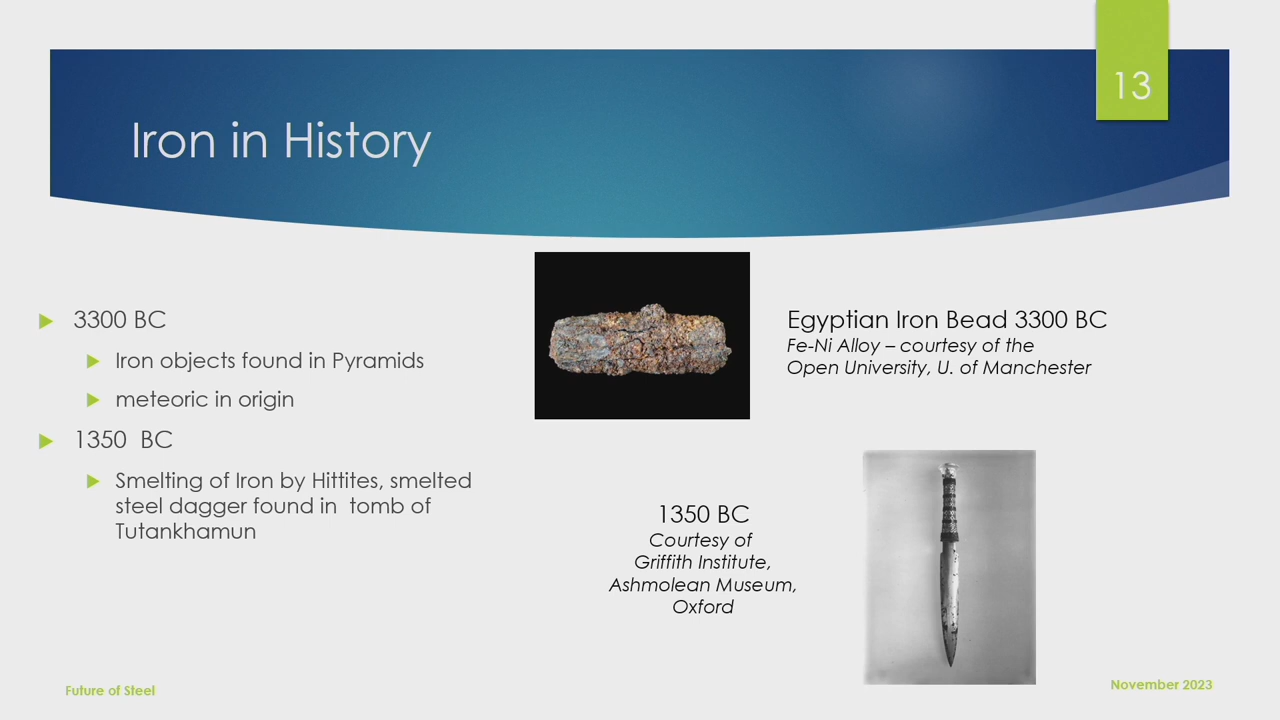 13
Iron in History
3300 BC
Iron objects found in Pyramids
meteoric in origin
1350  BC
Smelting of Iron by Hittites, smelted
steel dagger found in  tomb of
Tutankhamun
Egyptian Iron Bead 3300 BC
Fe-Ni Alloy – courtesy of the
Open University, U. of Manchester
1350 BC
Courtesy of
Griffith Institute,
Ashmolean Museum,
Oxford
Future of Steel
November 2023